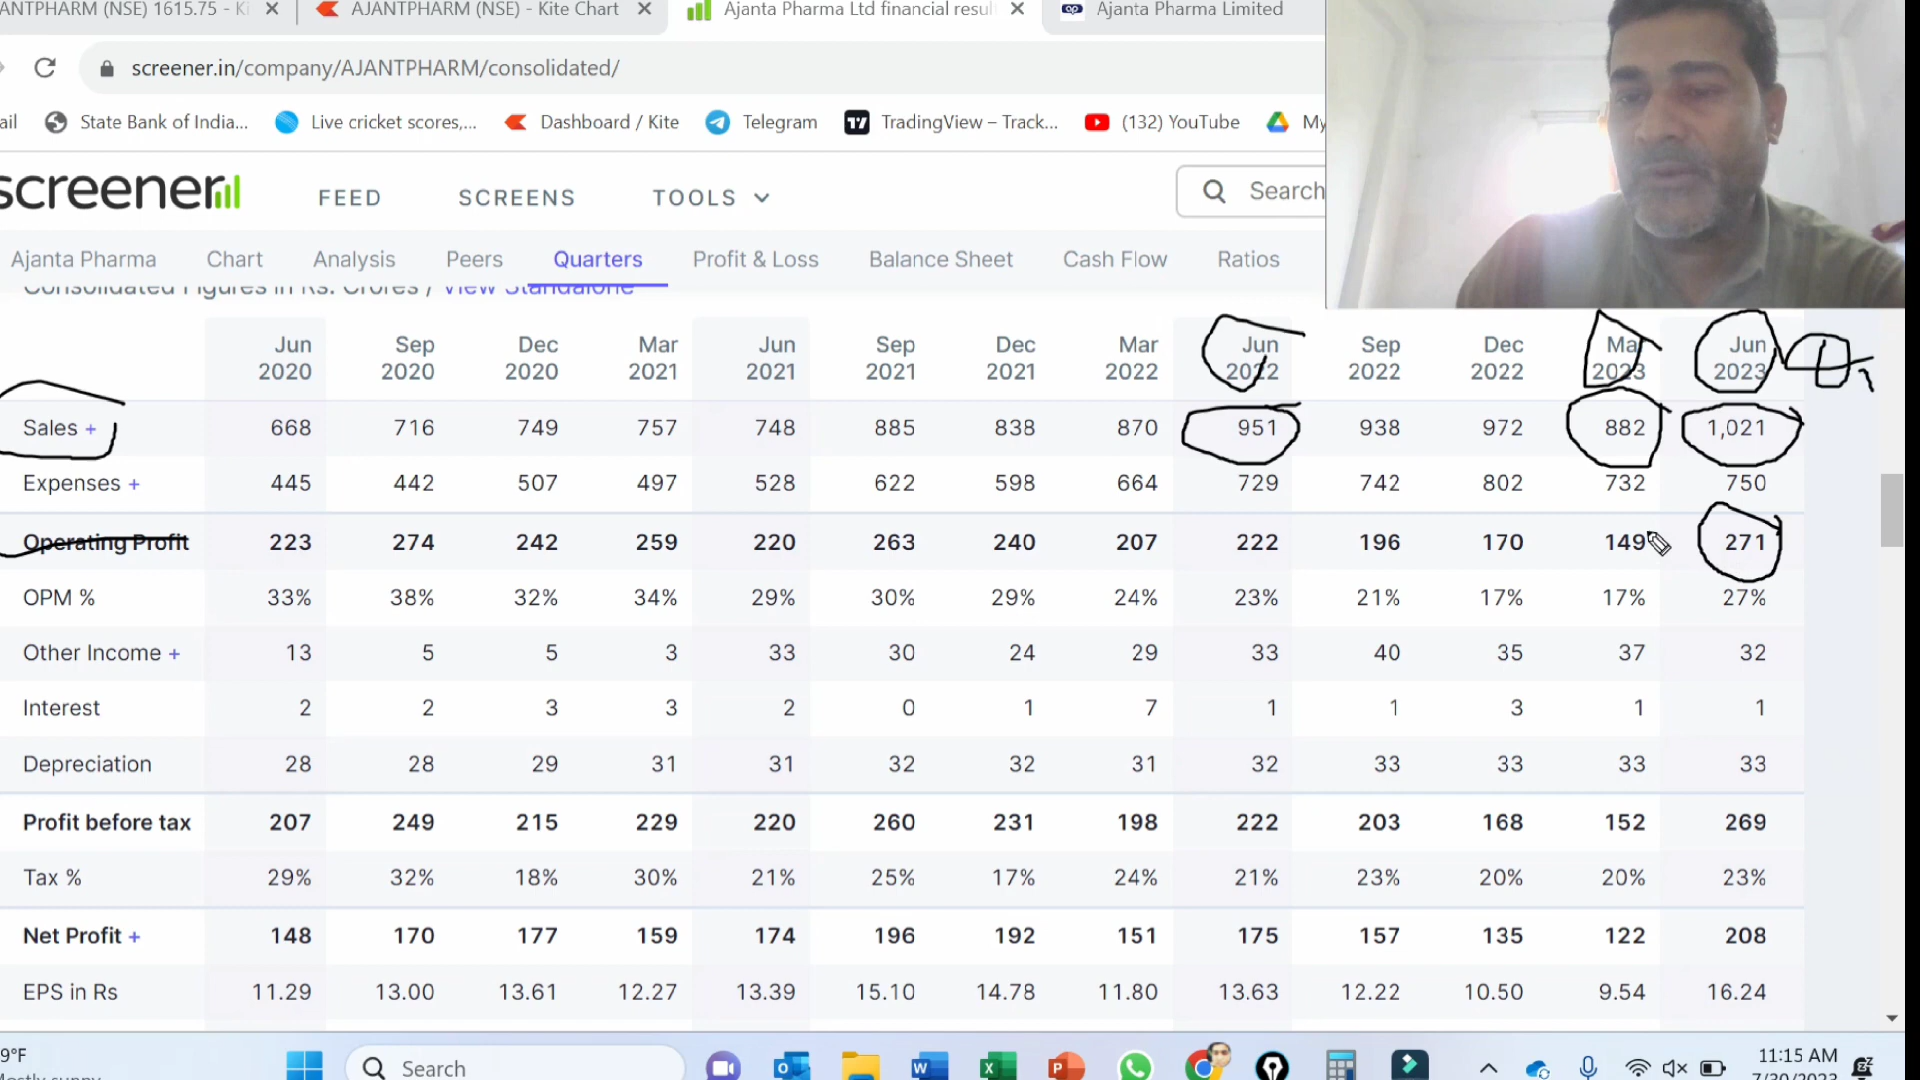 ANTPHARM (NSE) 1615.75 - Ki AJANTPHARM (NSE) - Kite Chart Ajanta Pharma Ltd financial resul Ajanta Pharma Limited
screener.in/company/AJANTPHARM/consolidated/
ail State Bank of India... Live cricket scores,... Dashboard / Kite Telegram TradingView – Track... (132) YouTube My
screener FEED SCREENS TOOLS Search
Ajanta Pharma Chart Analysis Peers Quarters Profit & Loss Balance Sheet Cash Flow Ratios
Consolidated Figures in Rs. Crores / View Standalone
Jun 2020 Sep 2020 Dec 2020 Mar 2021 Jun 2021 Sep 2021 Dec 2021 Mar 2022 Jun 2022 Sep 2022 Dec 2022 Mar 2023 Jun 2023
Sales + 668 716 749 757 748 885 838 870 951 938 972 882 1,021
Expenses + 445 442 507 497 528 622 598 664 729 742 802 732 750
Operating Profit 223 274 242 259 220 263 240 207 222 196 170 149 271
OPM % 33% 38% 32% 34% 29% 30% 29% 24% 23% 21% 17% 17% 27%
Other Income + 13 5 5 3 33 30 24 29 33 40 35 37 32
Interest 2 2 3 3 2 0 1 7 1 1 3 1 1
Depreciation 28 28 29 31 31 32 32 31 32 33 33 33 33
Profit before tax 207 249 215 229 220 260 231 198 222 203 168 152 269
Tax % 29% 32% 18% 30% 21% 25% 17% 24% 21% 23% 20% 20% 23%
Net Profit + 148 170 177 159 174 196 192 151 175 157 135 122 208
EPS in Rs 11.29 13.00 13.61 12.27 13.39 15.10 14.78 11.80 13.63 12.22 10.50 9.54 16.24
9°F
Mostly sunny
Search
11:15 AM
7/30/2023